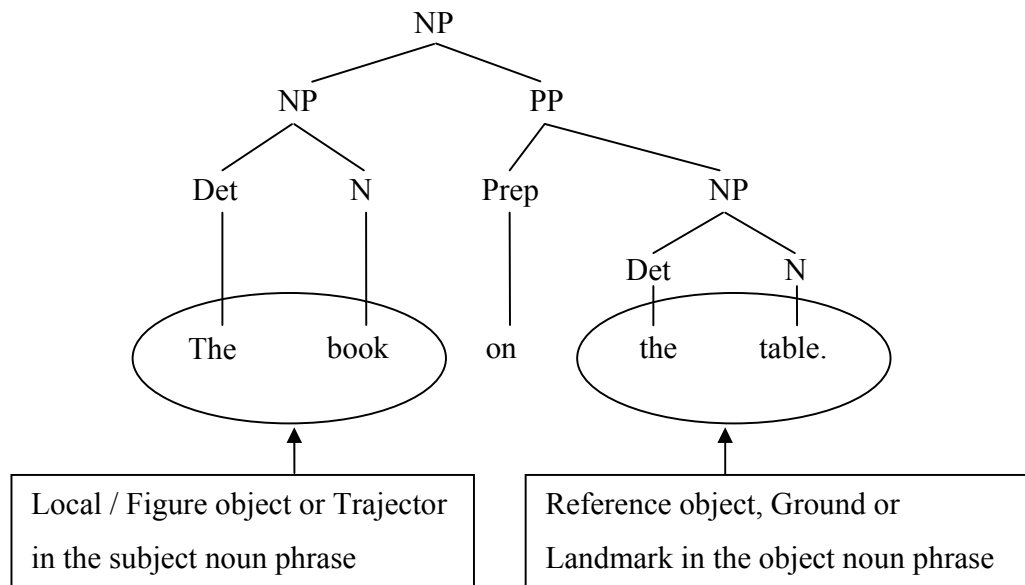 NP
NP PP
Det N Prep NP
Det N
The book on the table.
Local / Figure object or Trajector
in the subject noun phrase
Reference object, Ground or
Landmark in the object noun phrase